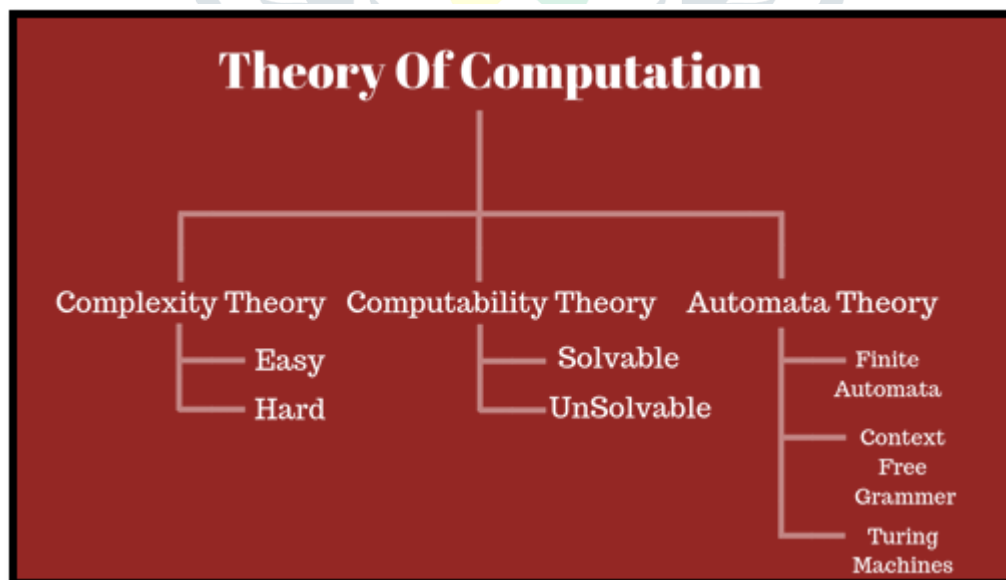 Theory Of Computation
Complexity Theory
Easy
Hard
Computability Theory
Solvable
UnSolvable
Automata Theory
Finite
Automata
Context
Free
Grammer
Turing
Machines